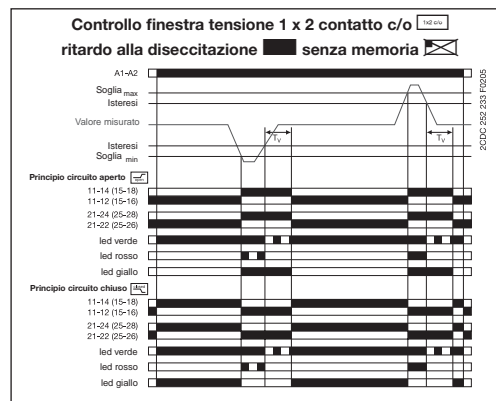 Controllo finestra tensione 1 x 2 contatto c/o 1x2 c/o
ritardo alla diseccitazione senza memoria
A1-A2
Soglia max
Isteresi
Valore misurato
Tv
Tv
Isteresi
Soglia min
2CDC 252 233 F0205
Principio circuito aperto
11-14 (15-18)
11-12 (15-16)
21-24 (25-28)
21-22 (25-26)
led verde
led rosso
led giallo
Principio circuito chiuso
11-14 (15-18)
11-12 (15-16)
21-24 (25-28)
21-22 (25-26)
led verde
led rosso
led giallo